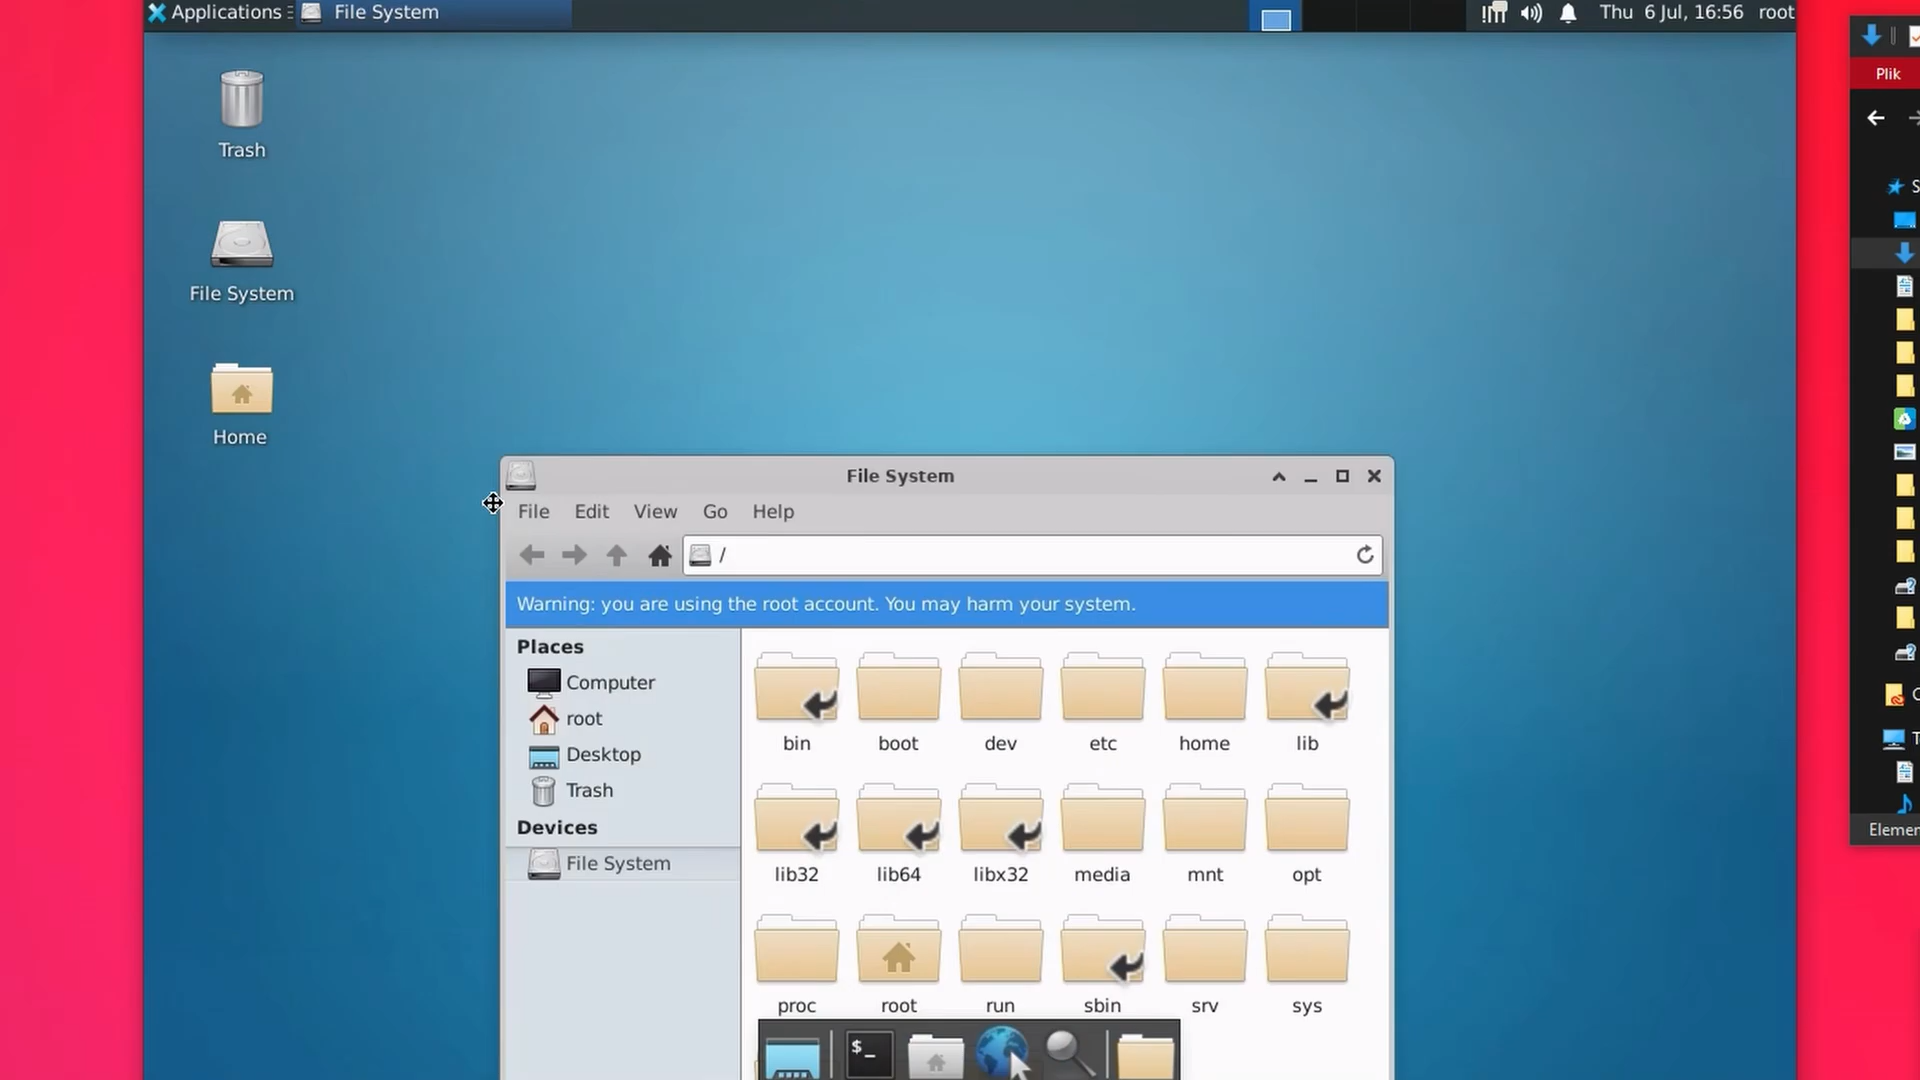 Applications
File System
Thu 6 Jul, 16:56 root
Trash
File System
Home
File System
File Edit View Go Help
/
Warning: you are using the root account. You may harm your system.
Places
Computer
root
Desktop
Trash
Devices
File System
bin boot dev etc home lib
lib32 lib64 libx32 media mnt opt
proc root run sbin srv sys
$_
Plik
S
T
Elemen